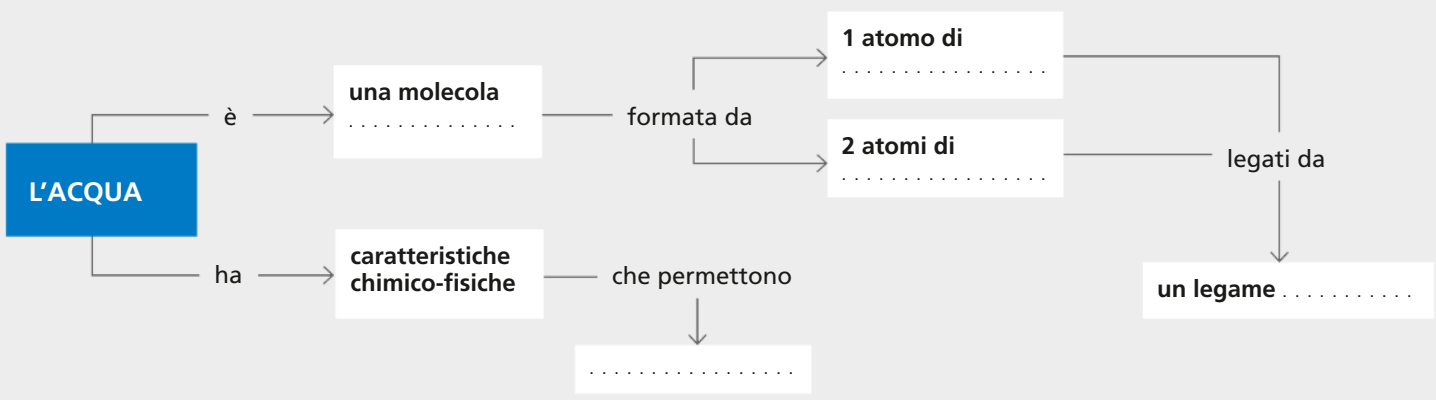 L'ACQUA
è
una molecola
. . . . . . . . . . . . . .
formata da
1 atomo di
. . . . . . . . . . . . . . . . .
2 atomi di
. . . . . . . . . . . . . . . . .
legati da
un legame . . . . . . . . . . .
ha
caratteristiche
chimico-fisiche
che permettono
. . . . . . . . . . . . . . . . .